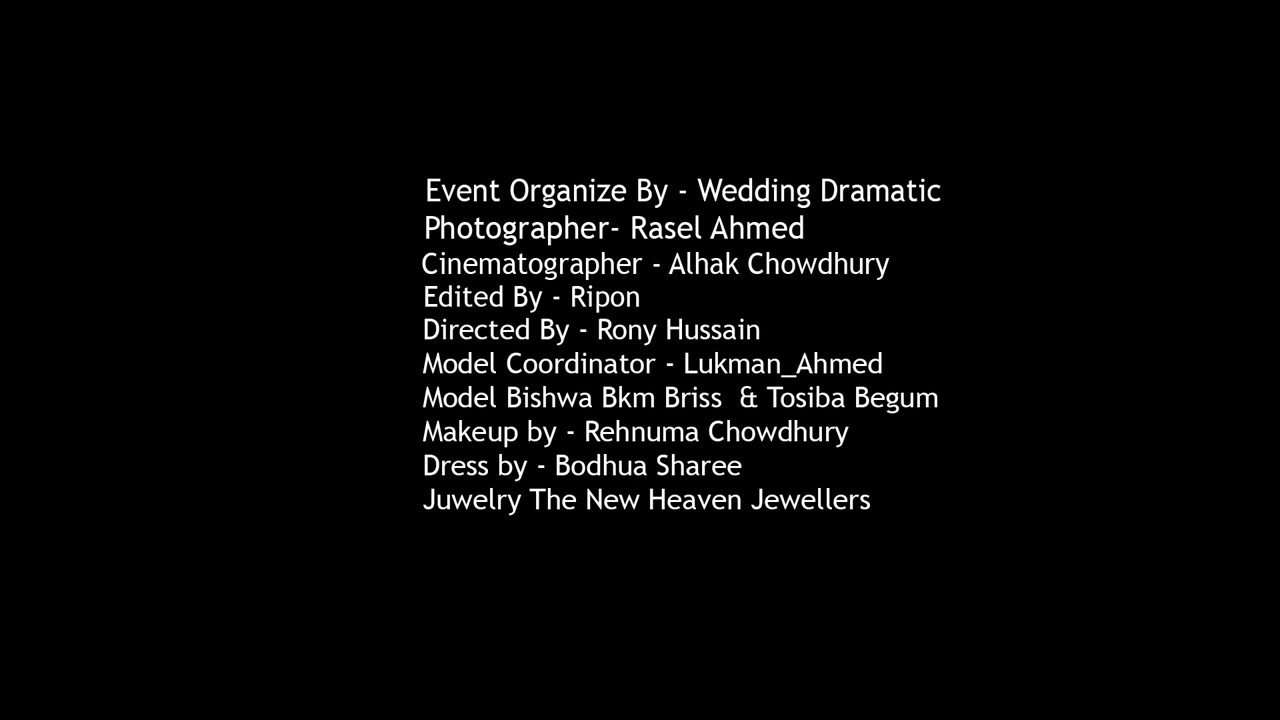 Event Organize By - Wedding Dramatic
Photographer- Rasel Ahmed
Cinematographer - Alhak Chowdhury
Edited By - Ripon
Directed By - Rony Hussain
Model Coordinator - Lukman_Ahmed
Model Bishwa Bkm Briss  & Tosiba Begum
Makeup by - Rehnuma Chowdhury
Dress by - Bodhua Sharee
Juwelry The New Heaven Jewellers